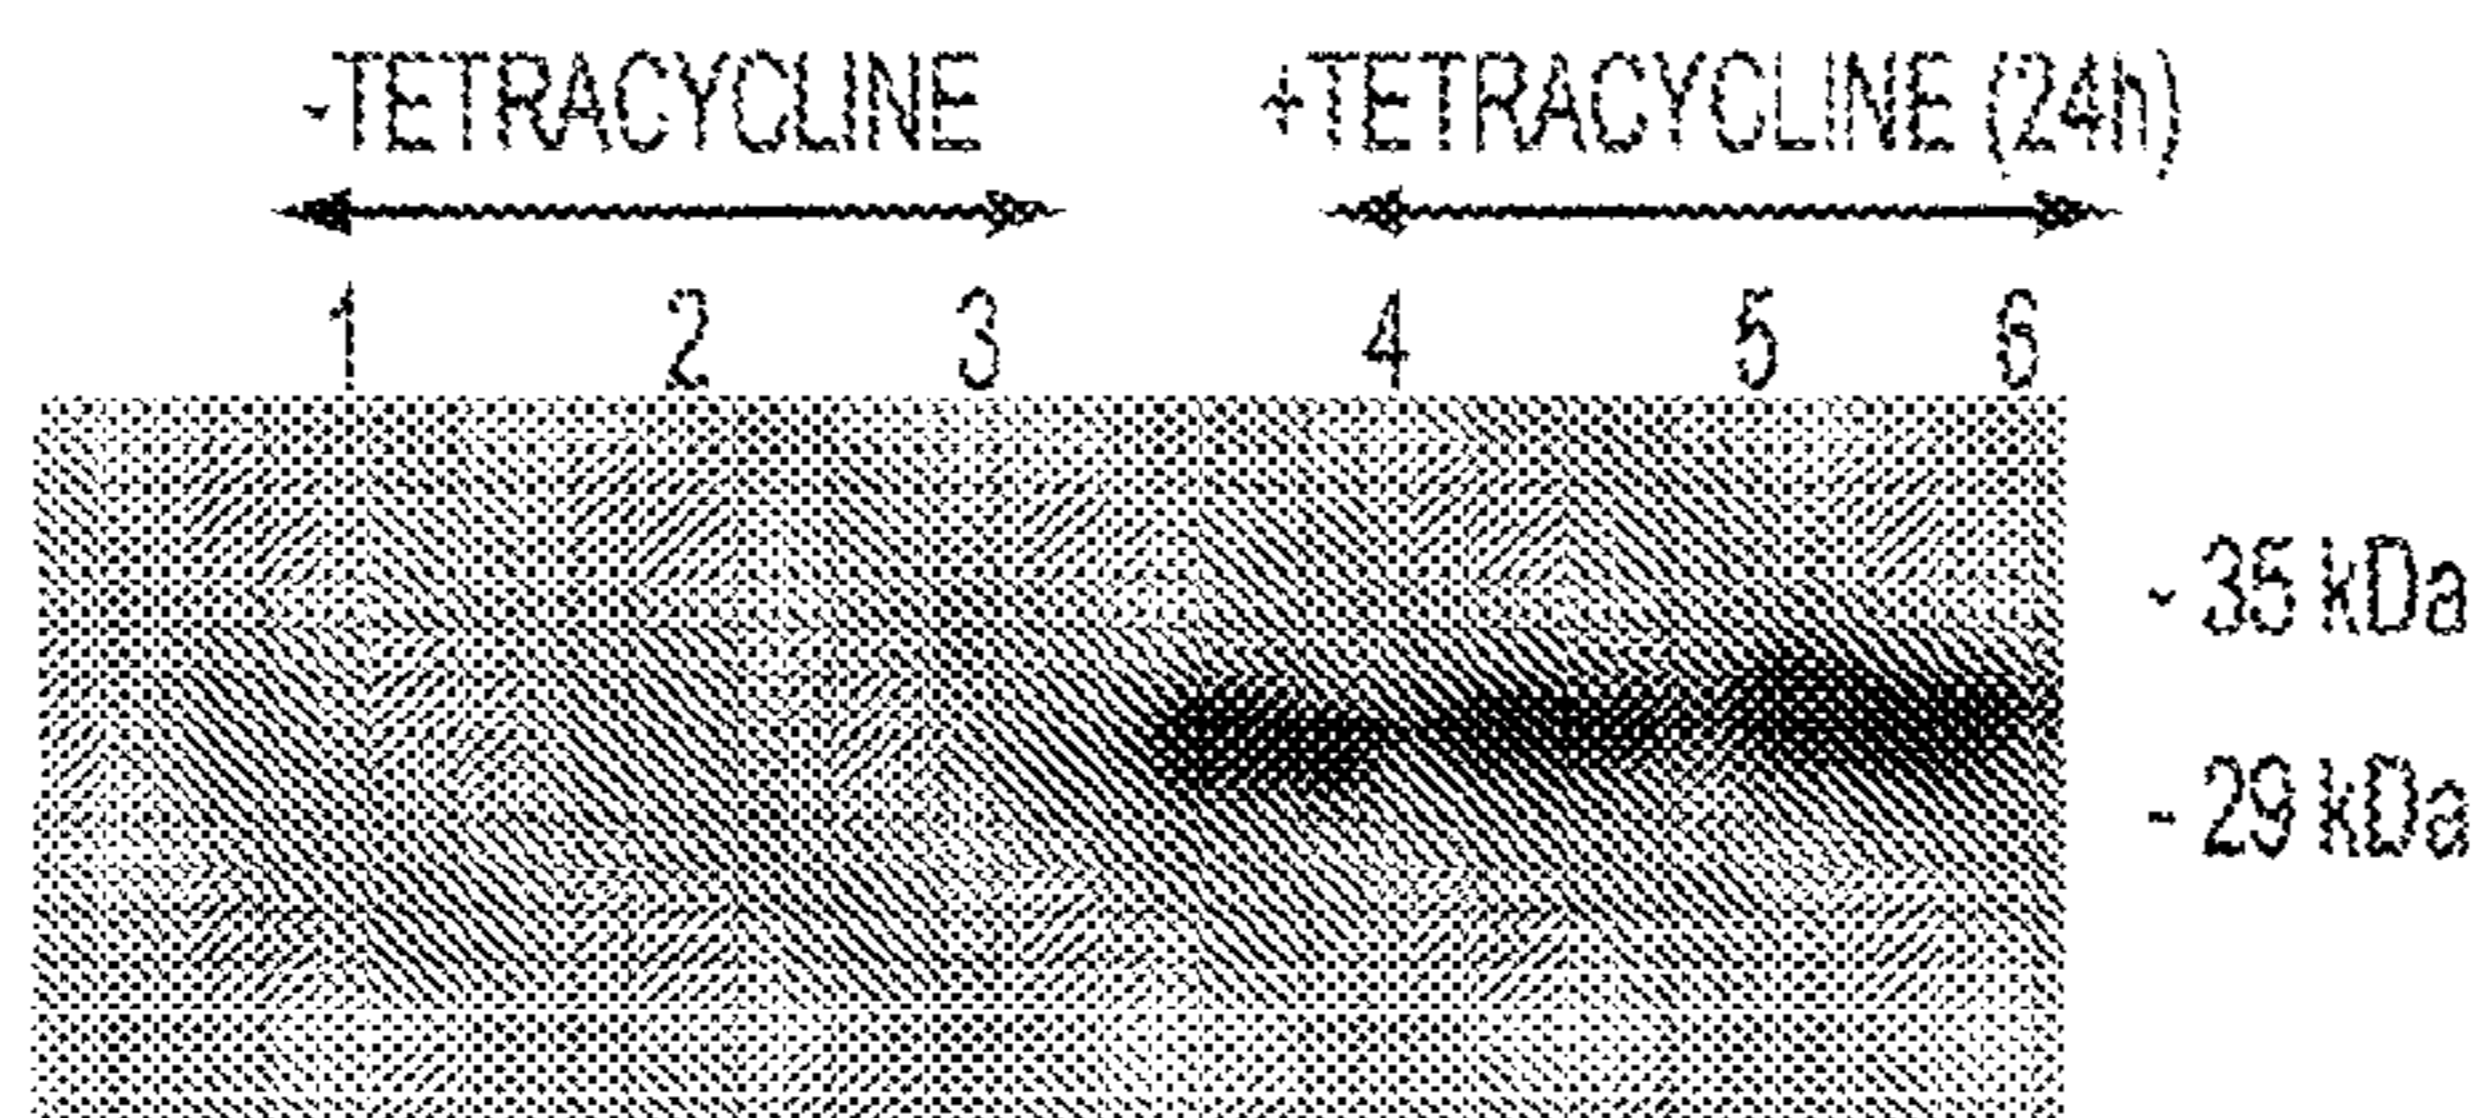 -TETRACYCLINE +TETRACYCLINE (24h)
1 2 3 4 5 6
- 35 kDa
- 29 kDa